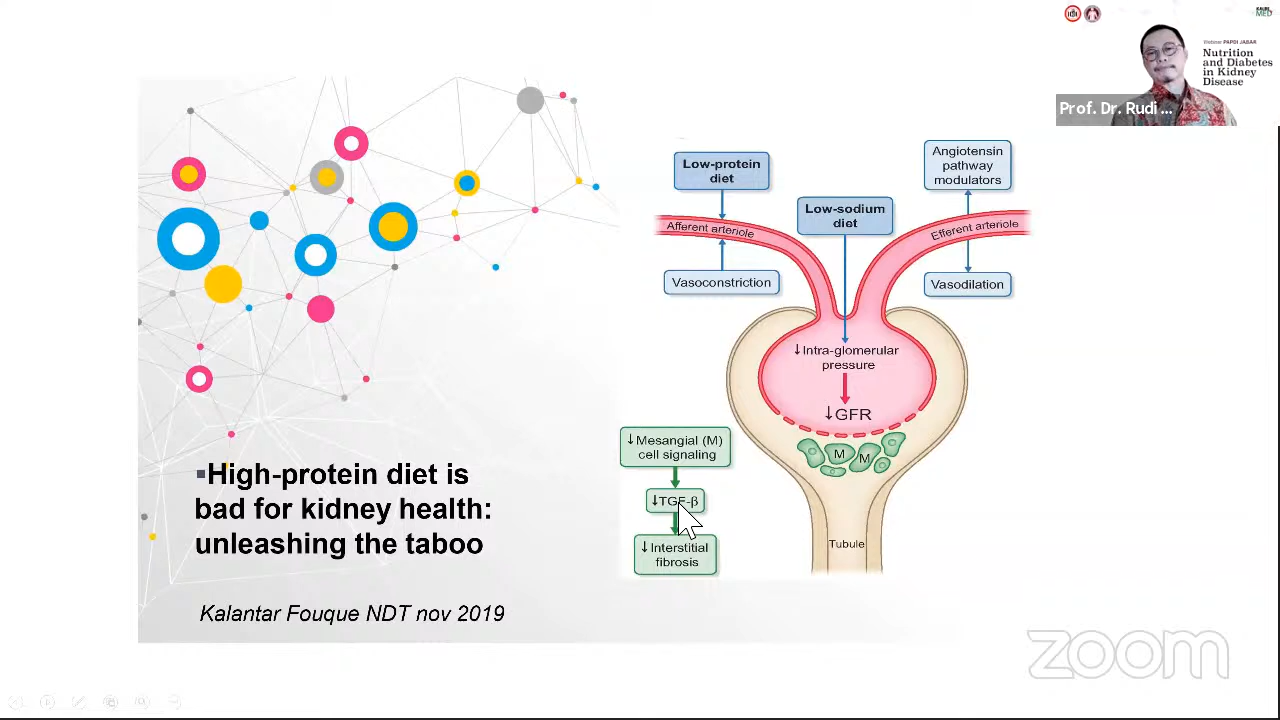 KALBE
MED
Webinar PAPDI JABAR
Nutrition
and Diabetes
in Kidney
Disease
Prof. Dr. Rudi ...
Low-protein
diet
Low-sodium
diet
Angiotensin
pathway
modulators
Afferent arteriole
Efferent arteriole
Vasoconstriction
Vasodilation
↓Intra-glomerular
pressure
↓GFR
M
M
↓Mesangial (M)
cell signaling
↓TGF-β
↓Interstitial
fibrosis
Tubule
▪High-protein diet is
bad for kidney health:
unleashing the taboo
Kalantar Fouque NDT nov 2019
zoom